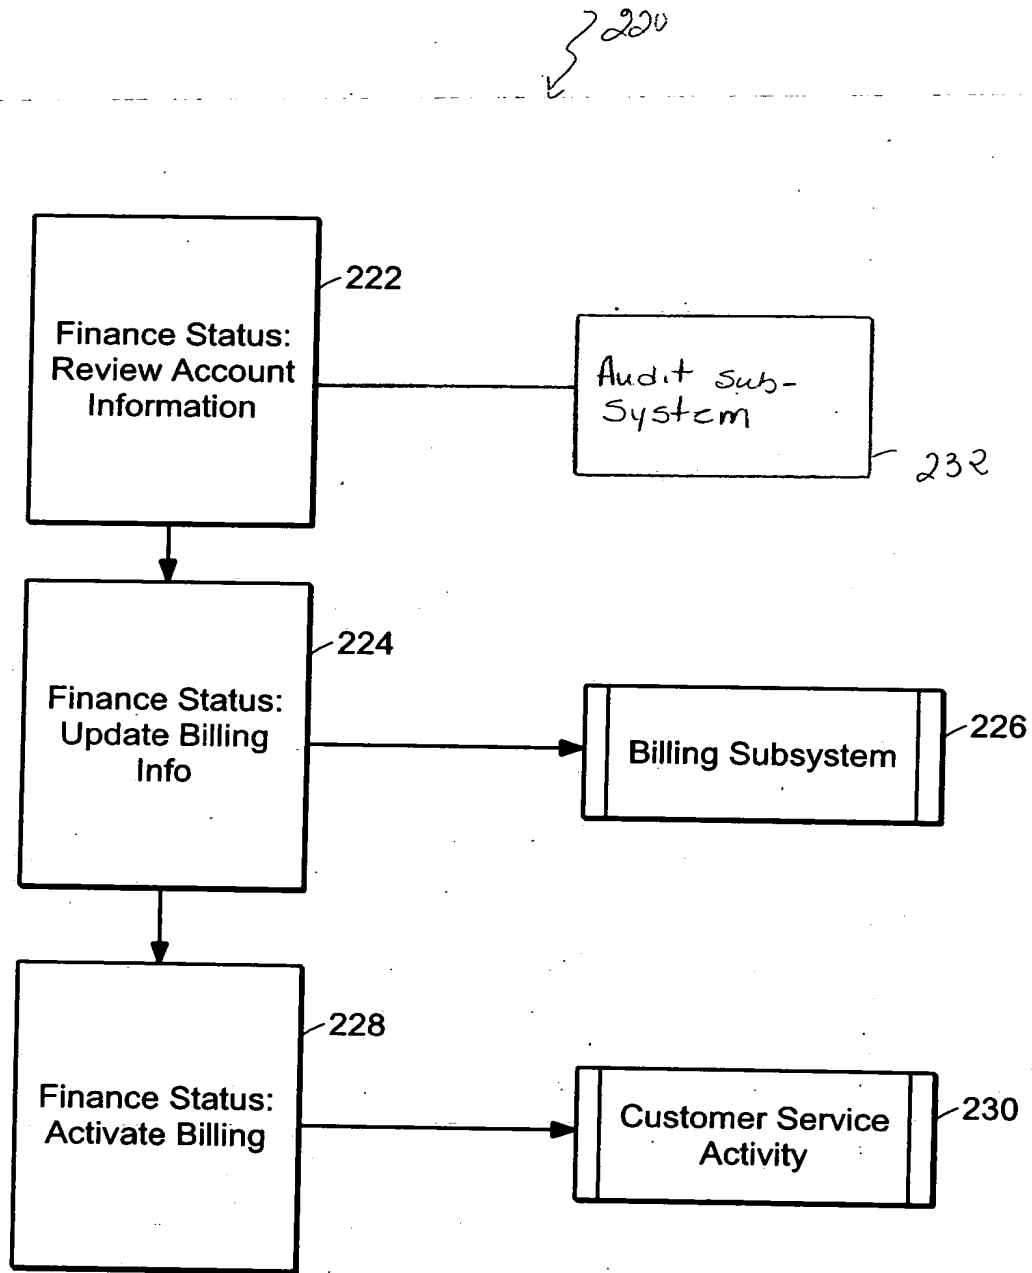 220
222
Finance Status:
Review Account
Information
Audit sub-
System
232
224
Finance Status:
Update Billing
Info
Billing Subsystem
226
228
Finance Status:
Activate Billing
Customer Service
Activity
230